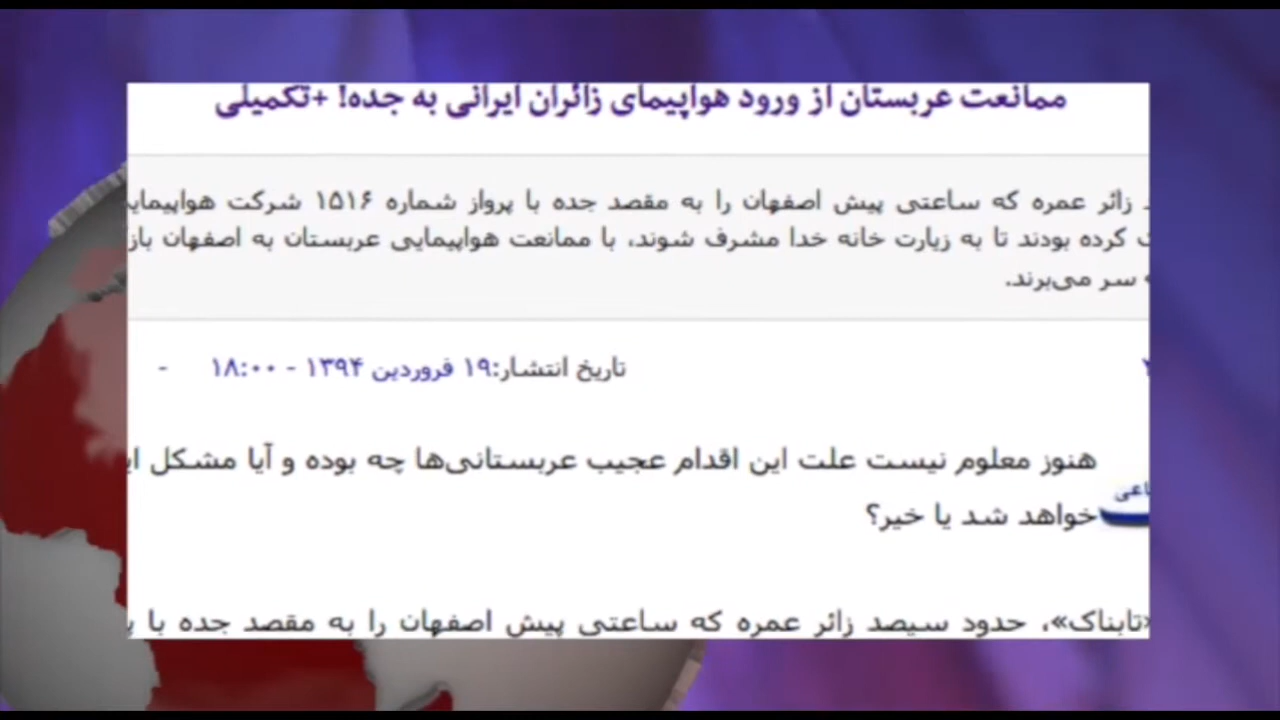 ممانعت عربستان از ورود هواپیمای زائران ایرانی به جده! +تکمیلی
زائر عمره که ساعتی پیش اصفهان را به مقصد جده با پرواز شماره ۱۵۱۶ شرکت
کرده بودند تا به زیارت خانه خدا مشرف شوند، با ممانعت هواپیمایی عربستان به اصفهان
سر می‌برند.
تاریخ انتشار:۱۹ فروردین ۱۳۹۴ - ۱۸:۰۰ -
هنوز معلوم نیست علت این اقدام عجیب عربستانی‌ها چه بوده و آیا مشکل
خواهد شد یا خیر؟
«تابناک»، حدود سیصد زائر عمره که ساعتی پیش اصفهان را به مقصد جده با